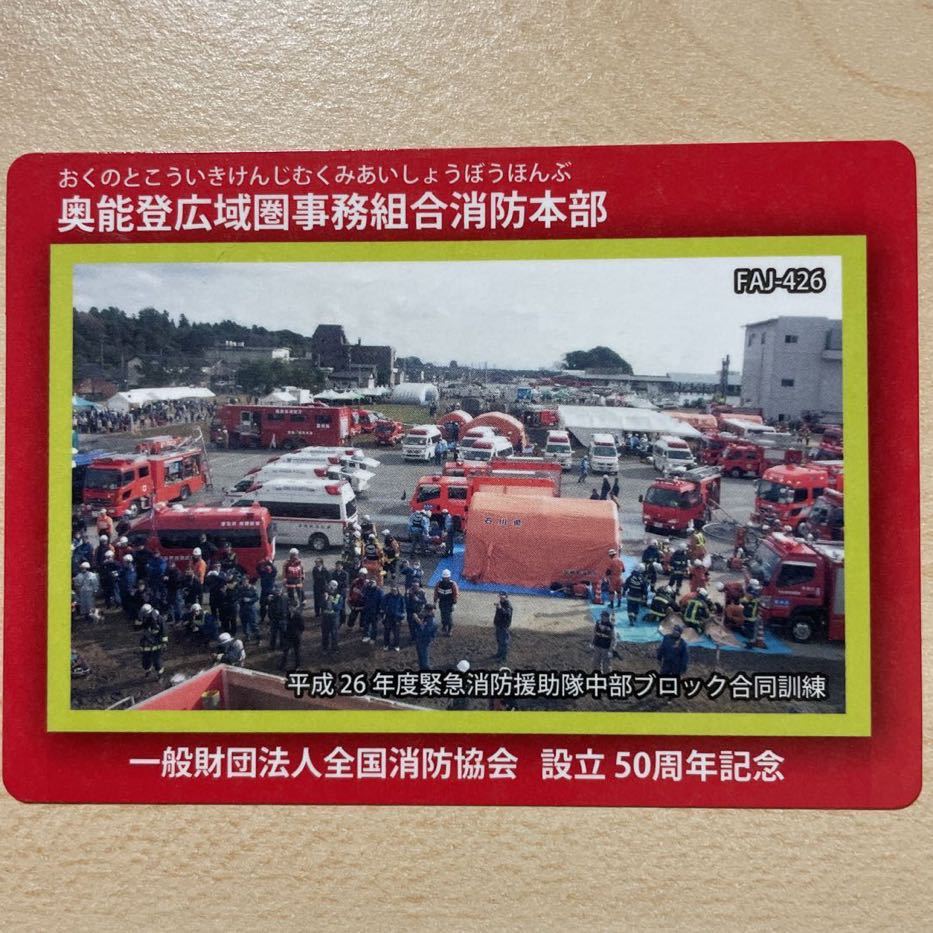 おくのとこういきけんじむくみあいしょうぼうほんぶ
奥能登広域圏事務組合消防本部
FAJ-426
石川県
平成26年度緊急消防援助隊中部ブロック合同訓練
一般財団法人全国消防協会 設立50周年記念